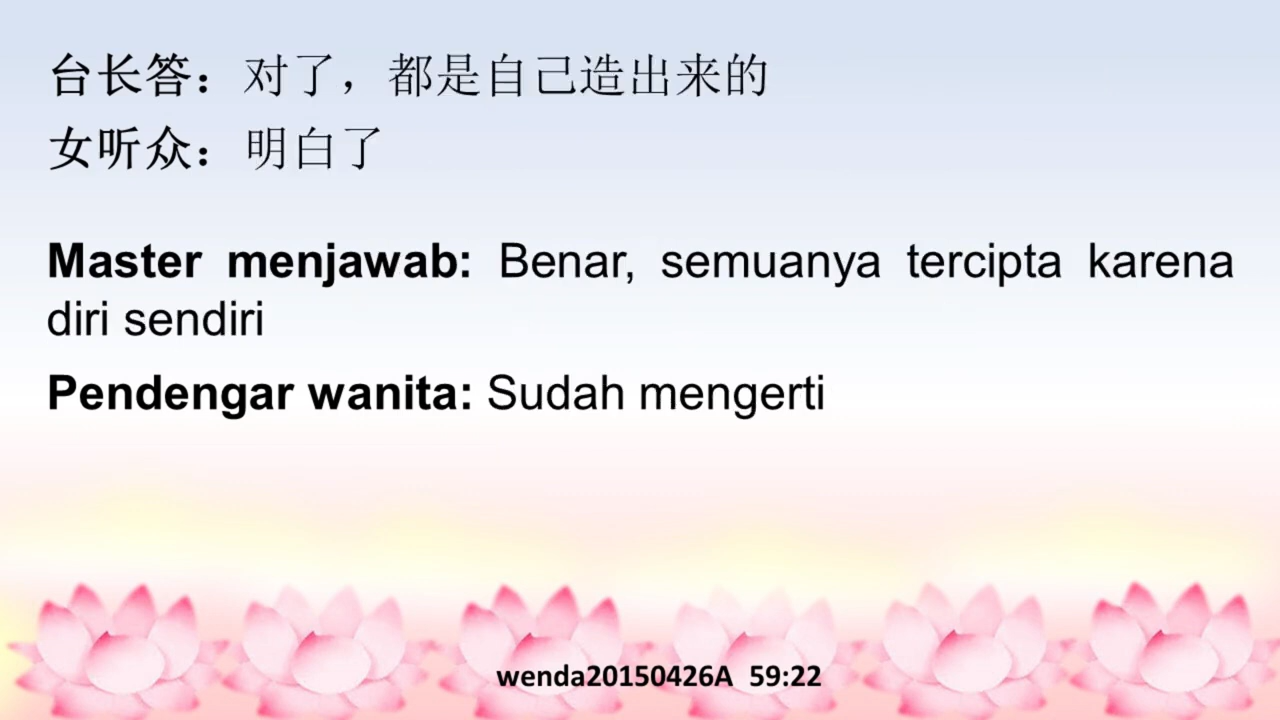 台长答：对了，都是自己造出来的
女听众：明白了
Master menjawab: Benar, semuanya tercipta karena
diri sendiri
Pendengar wanita: Sudah mengerti
wenda20150426A 59:22